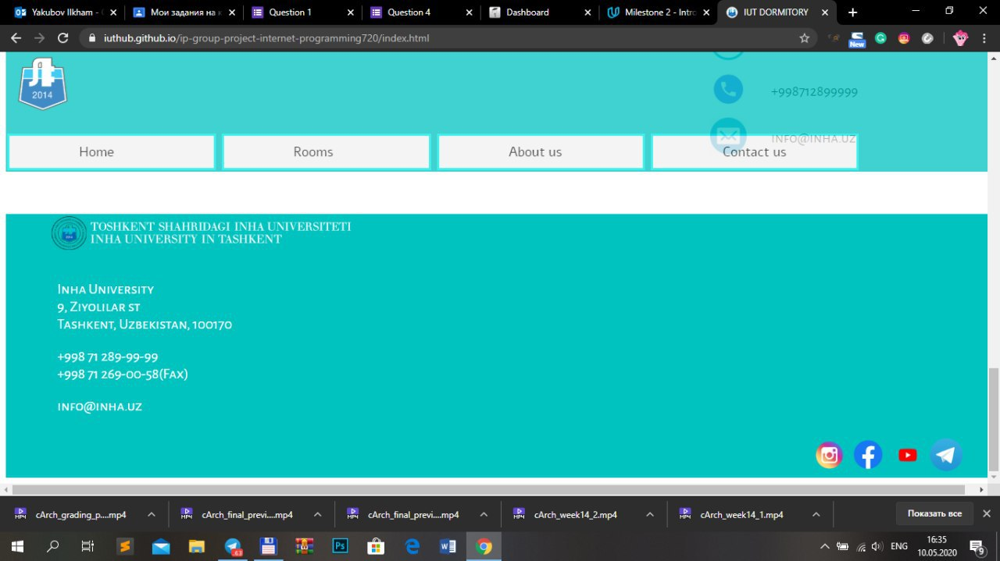 Yakubov Ilkham -
Мои задания на к
Question 1
Question 4
Dashboard
Milestone 2 - Intro
IUT DORMITORY
iuthub.github.io/ip-group-project-internet-programming720/index.html
New
2014
+998712899999
INFO@INHA.UZ
Home
Rooms
About us
Contact us
TOSHKENT SHAHRIDAGI INHA UNIVERSITETI
INHA UNIVERSITY IN TASHKENT
Inha University
9, Ziyolilar st
Tashkent, Uzbekistan, 100170
+998 71 289-99-99
+998 71 269-00-58(Fax)
INFO@INHA.UZ
cArch_grading_p....mp4
cArch_final_previ....mp4
cArch_final_previ....mp4
cArch_week14_2.mp4
cArch_week14_1.mp4
Показать все
ENG
16:35
10.05.2020